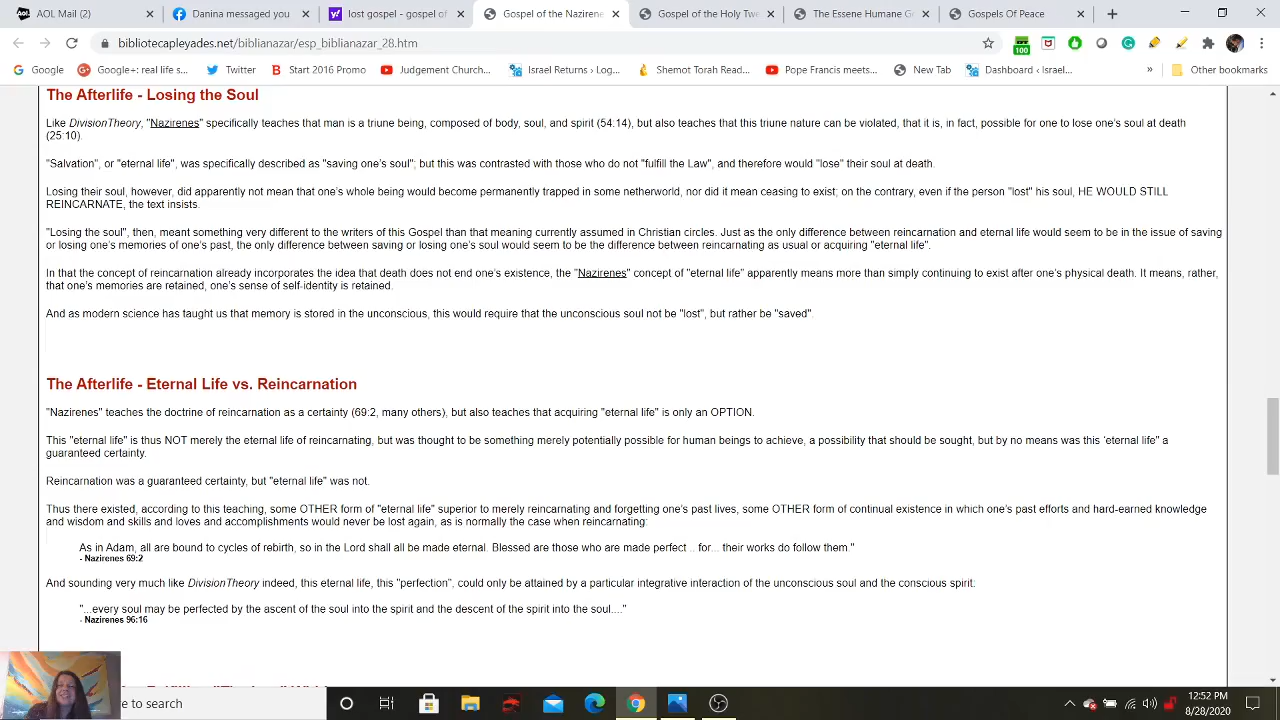 AOL Mail (2)
Danina messaged you
lost gospel - gospel of
Gospel of the Nazirene
Gospel of the Holy Twe
The Essene Humane G
Gospels Of Peace
bibliotecapleyades.net/biblianazar/esp_biblianazar_28.htm
100
Google
Google+: real life s...
Twitter
Start 2016 Promo
Judgement Church...
Israel Returns › Log...
Shemot Torah Read...
Pope Francis meets...
New Tab
Dashboard ‹ Israel...
»
Other bookmarks
The Afterlife - Losing the Soul
Like DivisionTheory, "Nazirenes" specifically teaches that man is a triune being, composed of body, soul, and spirit (54:14), but also teaches that this triune nature can be violated, that it is, in fact, possible for one to lose one's soul at death
(25:10).
"Salvation", or "eternal life", was specifically described as "saving one's soul"; but this was contrasted with those who do not "fulfill the Law", and therefore would "lose" their soul at death.
Losing their soul, however, did apparently not mean that one's whole being would become permanently trapped in some netherworld, nor did it mean ceasing to exist; on the contrary, even if the person "lost" his soul, HE WOULD STILL
REINCARNATE, the text insists.
"Losing the soul", then, meant something very different to the writers of this Gospel than that meaning currently assumed in Christian circles. Just as the only difference between reincarnation and eternal life would seem to be in the issue of saving
or losing one's memories of one's past, the only difference between saving or losing one's soul would seem to be the difference between reincarnating as usual or acquiring "eternal life".
In that the concept of reincarnation already incorporates the idea that death does not end one's existence, the "Nazirenes" concept of "eternal life" apparently means more than simply continuing to exist after one's physical death. It means, rather,
that one's memories are retained, one's sense of self-identity is retained.
And as modern science has taught us that memory is stored in the unconscious, this would require that the unconscious soul not be "lost", but rather be "saved".
The Afterlife - Eternal Life vs. Reincarnation
"Nazirenes" teaches the doctrine of reincarnation as a certainty (69:2, many others), but also teaches that acquiring "eternal life" is only an OPTION.
This "eternal life" is thus NOT merely the eternal life of reincarnating, but was thought to be something merely potentially possible for human beings to achieve, a possibility that should be sought, but by no means was this 'eternal life" a
guaranteed certainty.
Reincarnation was a guaranteed certainty, but "eternal life" was not.
Thus there existed, according to this teaching, some OTHER form of "eternal life" superior to merely reincarnating and forgetting one's past lives, some OTHER form of continual existence in which one's past efforts and hard-earned knowledge
and wisdom and skills and loves and accomplishments would never be lost again, as is normally the case when reincarnating:
As in Adam, all are bound to cycles of rebirth, so in the Lord shall all be made eternal. Blessed are those who are made perfect .. for... their works do follow them."
- Nazirenes 69:2
And sounding very much like DivisionTheory indeed, this eternal life, this "perfection", could only be attained by a particular integrative interaction of the unconscious soul and the conscious spirit:
"...every soul may be perfected by the ascent of the soul into the spirit and the descent of the spirit into the soul...."
- Nazirenes 96:16
e to search
12:52 PM
8/28/2020